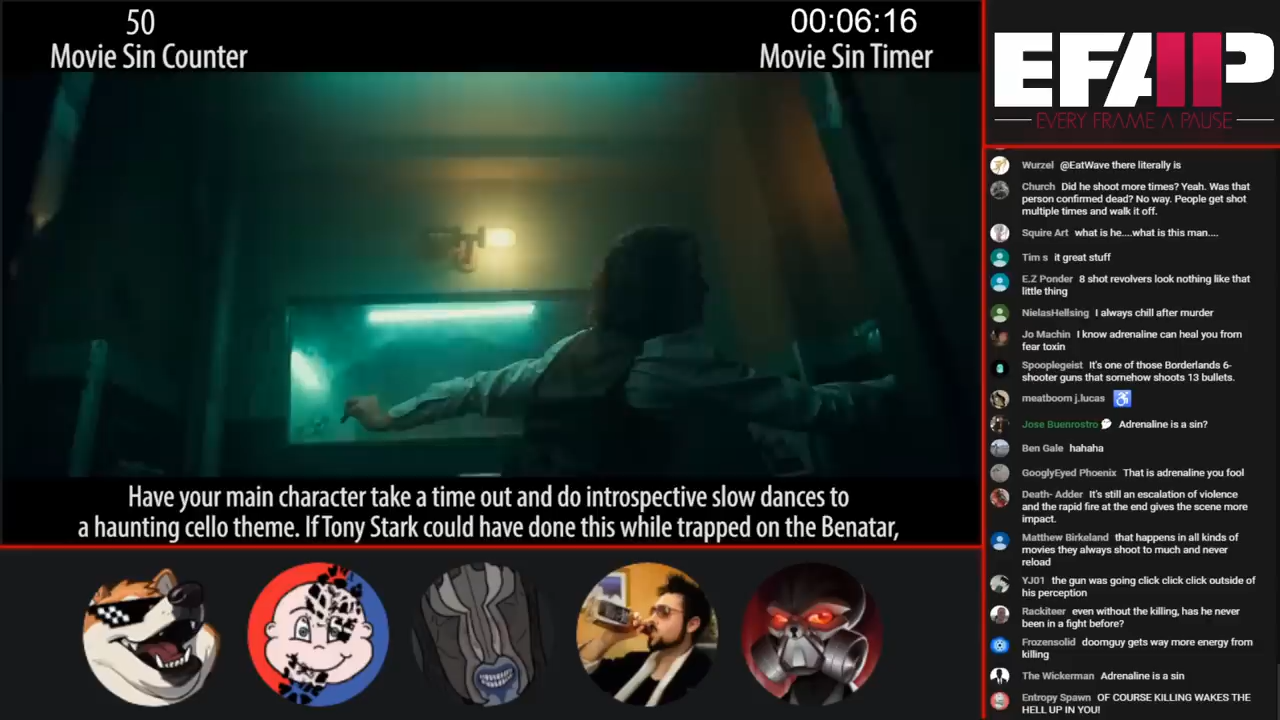 50
Movie Sin Counter
00:06:16
Movie Sin Timer
Have your main character take a time out and do introspective slow dances to
a haunting cello theme. If Tony Stark could have done this while trapped on the Benatar,
EFAP
EVERY FRAME A PAUSE
Wurzel @EatWave there literally is
Church Did he shoot more times? Yeah. Was that
person confirmed dead? No way. People get shot
multiple times and walk it off.
Squire Art what is he....what is this man....
Tim s it great stuff
E.Z Ponder 8 shot revolvers look nothing like that
little thing
NielasHellsing I always chill after murder
Jo Machin I know adrenaline can heal you from
fear toxin
Spooplegeist It's one of those Borderlands 6-
shooter guns that somehow shoots 13 bullets.
meatboom j.lucas
Jose Buenrostro Adrenaline is a sin?
Ben Gale hahaha
GooglyEyed Phoenix That is adrenaline you fool
Death- Adder It's still an escalation of violence
and the rapid fire at the end gives the scene more
impact.
Matthew Birkeland that happens in all kinds of
movies they always shoot to much and never
reload
YJ01 the gun was going click click click outside of
his perception
Rackiteer even without the killing, has he never
been in a fight before?
Frozensolid doomguy gets way more energy from
killing
The Wickerman Adrenaline is a sin
Entropy Spawn OF COURSE KILLING WAKES THE
HELL UP IN YOU!